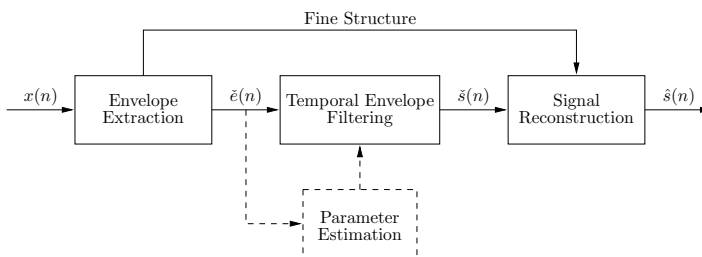 Fine Structure
x(n)
Envelope
Extraction
ě(n)
Temporal Envelope
Filtering
š(n)
Signal
Reconstruction
ŝ(n)
Parameter
Estimation